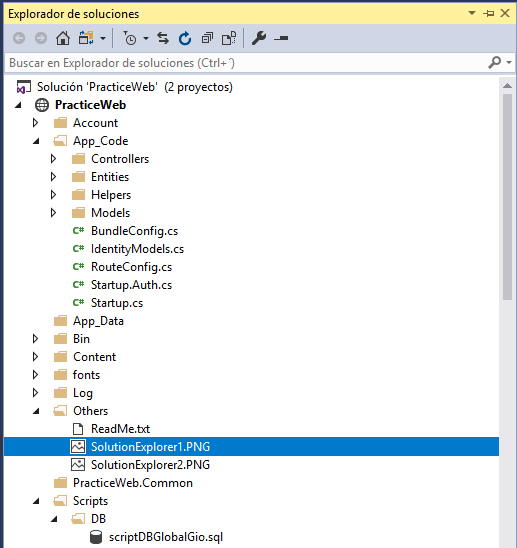 Explorador de soluciones
Buscar en Explorador de soluciones (Ctrl+´)
Solución 'PracticeWeb' (2 proyectos)
PracticeWeb
Account
App_Code
Controllers
Entities
Helpers
Models
C# BundleConfig.cs
C# IdentityModels.cs
C# RouteConfig.cs
C# Startup.Auth.cs
C# Startup.cs
App_Data
Bin
Content
fonts
Log
Others
ReadMe.txt
SolutionExplorer1.PNG
SolutionExplorer2.PNG
PracticeWeb.Common
Scripts
DB
scriptDBGlobalGio.sql